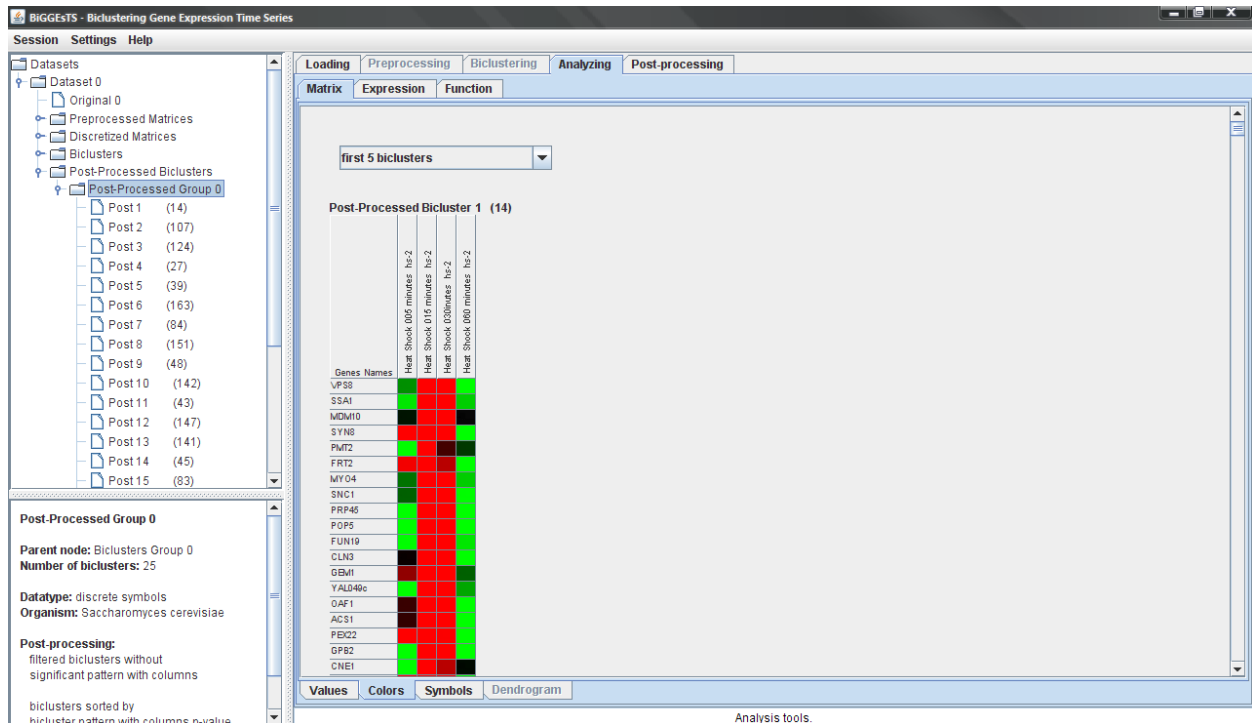 BiGGEsTS - Biclustering Gene Expression Time Series
Session Settings Help
Datasets
Dataset 0
Original 0
Preprocessed Matrices
Discretized Matrices
Biclusters
Post-Processed Biclusters
Post-Processed Group 0
Post 1 (14)
Post 2 (107)
Post 3 (124)
Post 4 (27)
Post 5 (39)
Post 6 (163)
Post 7 (84)
Post 8 (151)
Post 9 (48)
Post 10 (142)
Post 11 (43)
Post 12 (147)
Post 13 (141)
Post 14 (45)
Post 15 (83)
Post-Processed Group 0
Parent node: Biclusters Group 0
Number of biclusters: 25
Datatype: discrete symbols
Organism: Saccharomyces cerevisiae
Post-processing:
filtered biclusters without
significant pattern with columns
biclusters sorted by
bicluster pattern with columns p-value
Loading Preprocessing Biclustering Analyzing Post-processing
Matrix Expression Function
first 5 biclusters
Post-Processed Bicluster 1 (14)
Genes Names
Heat Shock 005 minutes hs-2
Heat Shock 015 minutes hs-2
Heat Shock 030inutes hs-2
Heat Shock 060 minutes hs-2
VPS8
SSA1
MDM10
SYN8
PMT2
FRT2
MYO4
SNC1
PRP45
POP5
FUN19
CLN3
GEM1
YAL049c
OAF1
ACS1
PEX22
GPB2
CNE1
Values Colors Symbols Dendrogram
Analysis tools.